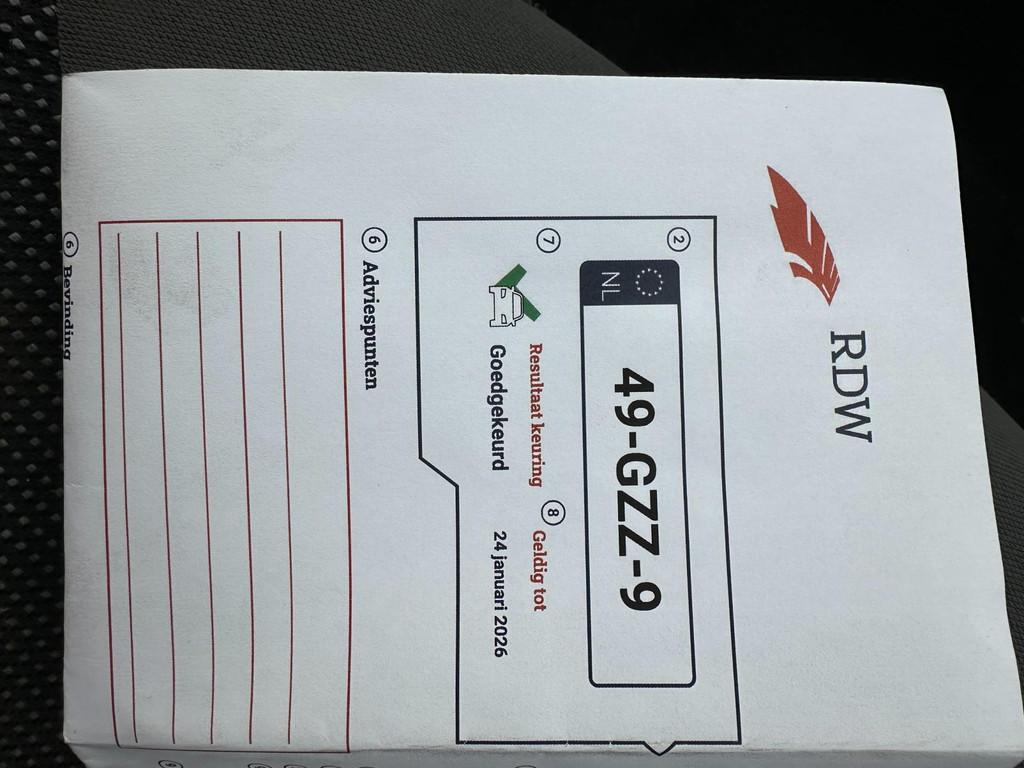 RDW
2
NL
49-GZZ-9
7 Resultaat keuring
Goedgekeurd
8 Geldig tot
24 januari 2026
6 Adviespunten
6 Bevinding
9